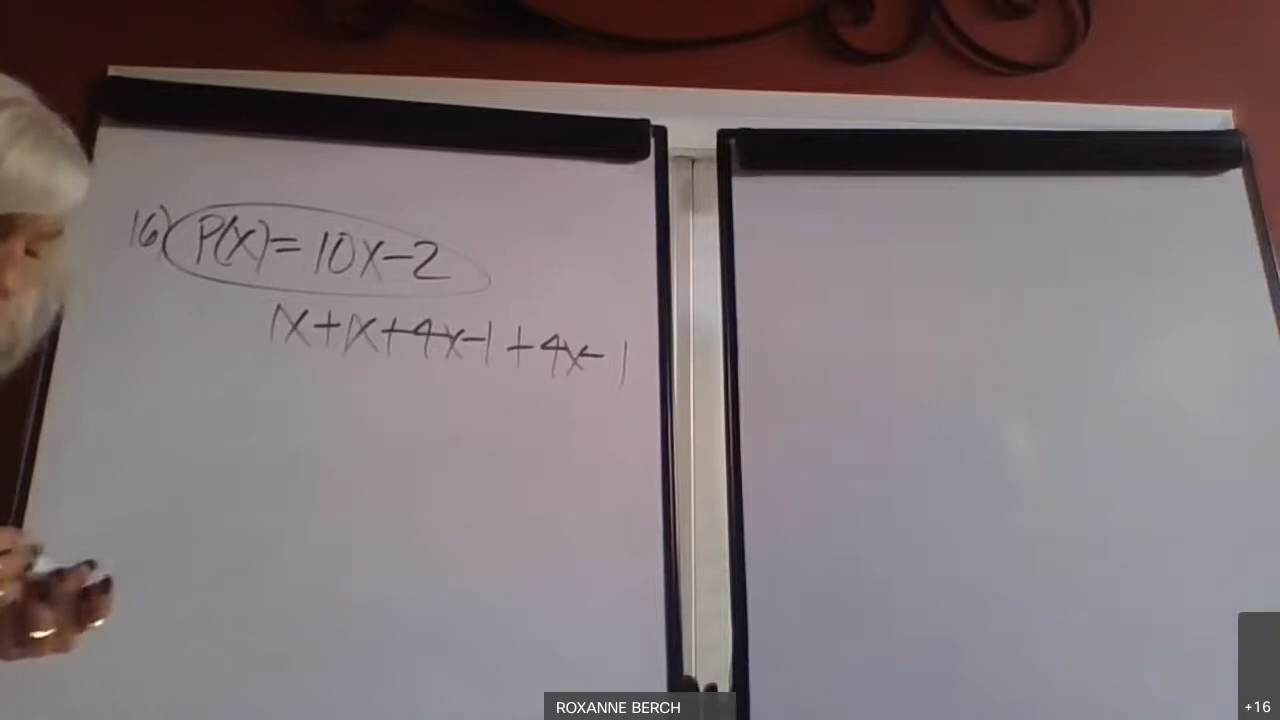 16) P(X) = 10X-2
1X+1X+4X-1+4X-1
ROXANNE BERCH
+16